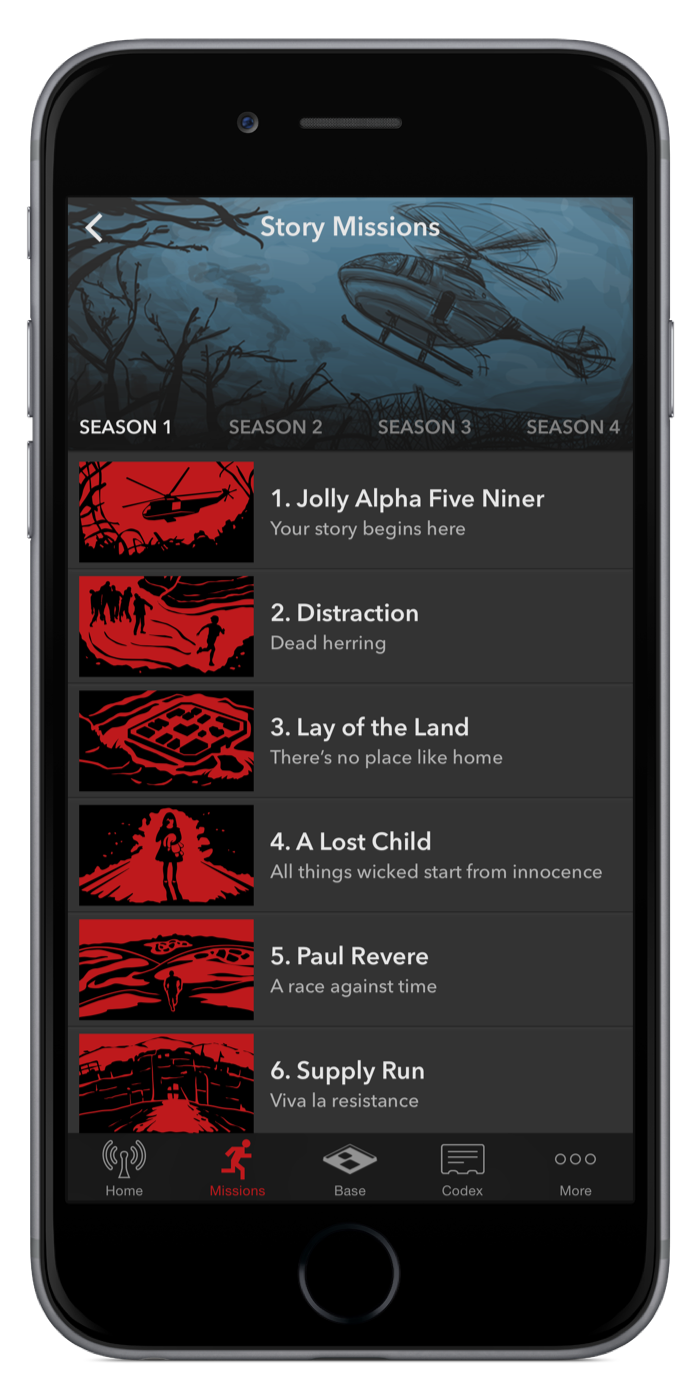 Story Missions
SEASON 1
SEASON 2
SEASON 3
SEASON 4
1. Jolly Alpha Five Niner
Your story begins here
2. Distraction
Dead herring
3. Lay of the Land
There’s no place like home
4. A Lost Child
All things wicked start from innocence
5. Paul Revere
A race against time
6. Supply Run
Viva la resistance
Home
Missions
Base
Codex
More